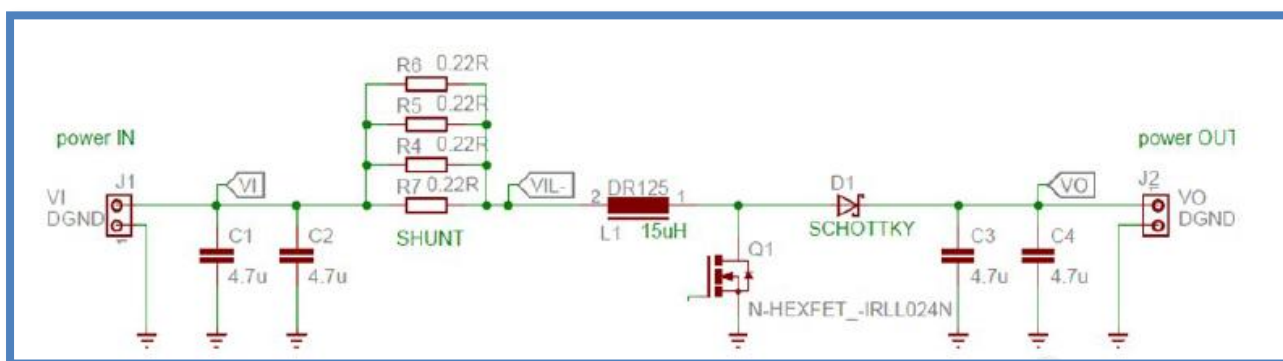 R6 0.22R
R5 0.22R
R4 0.22R
R7 0.22R
SHUNT
power IN
J1
VI
DGND
1
VI
C1
4.7u
C2
4.7u
VIL-
2 DR125 1
L1 15uH
D1
SCHOTTKY
Q1
N-HEXFET_-IRLL024N
VO
C3
4.7u
C4
4.7u
power OUT
J2
1
VO
DGND